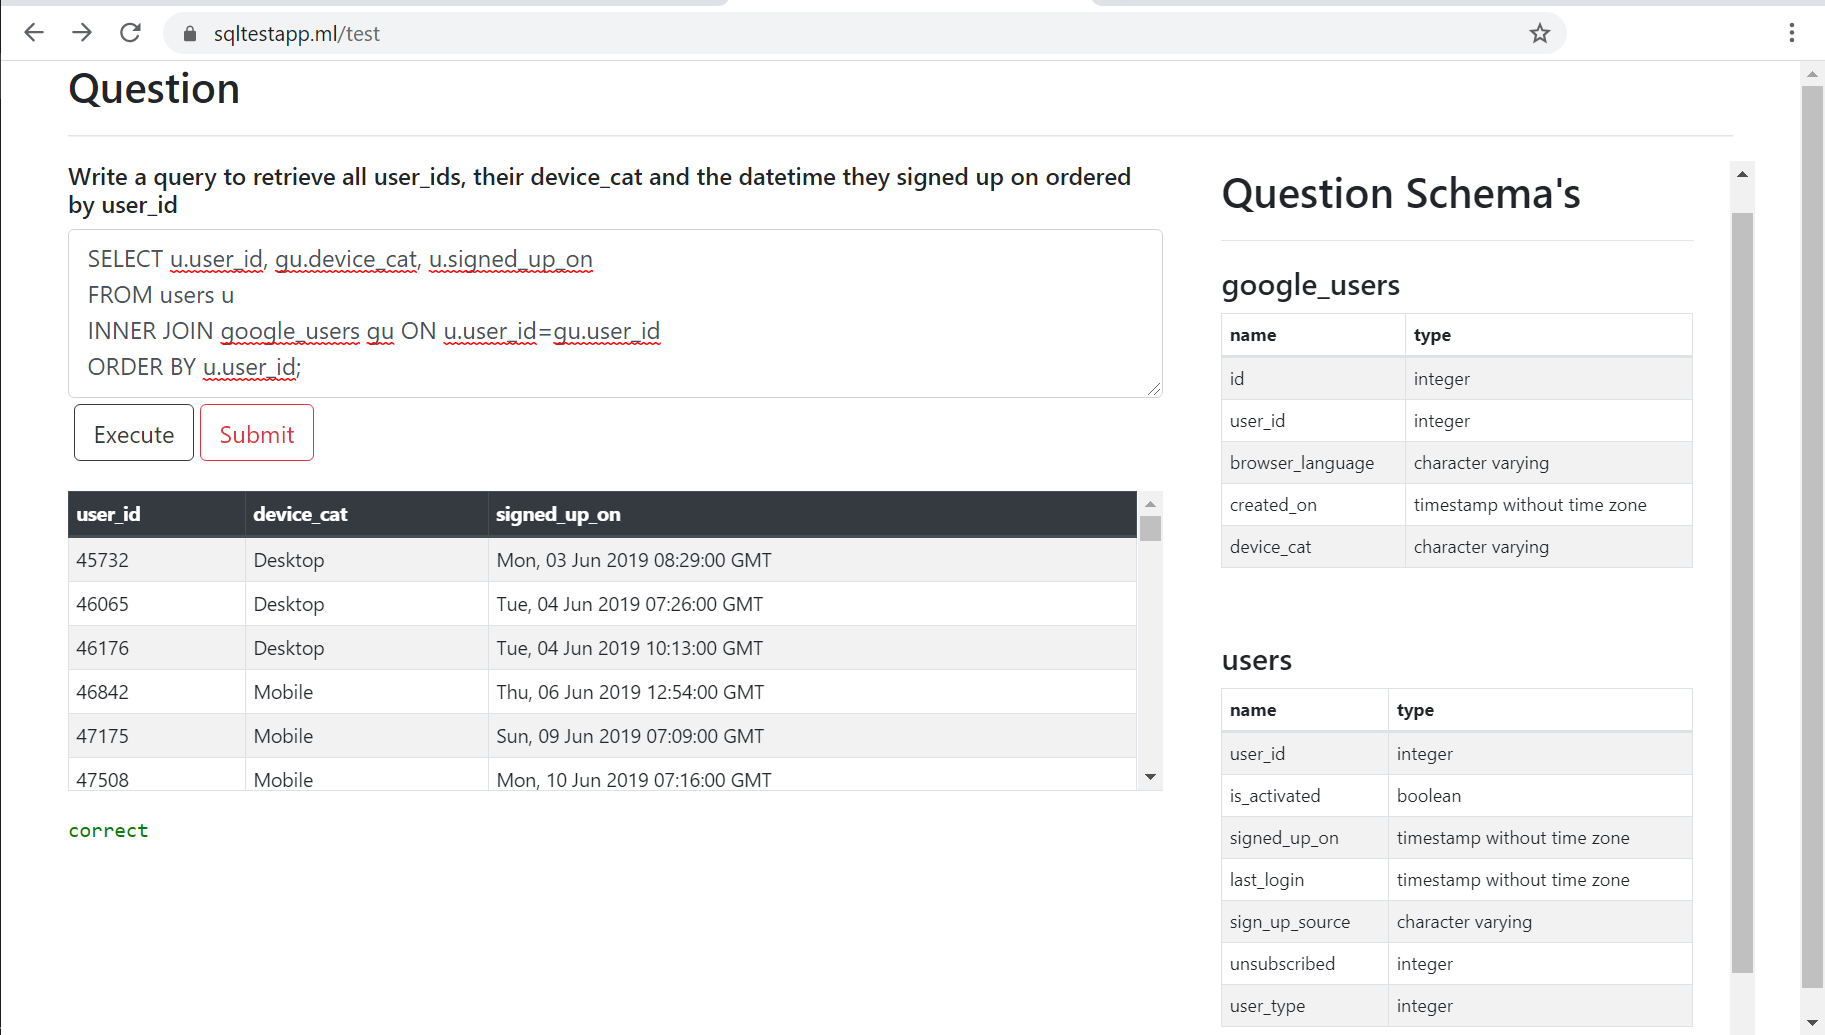 sqltestapp.ml/test
Question
Write a query to retrieve all user_ids, their device_cat and the datetime they signed up on ordered
by user_id
SELECT u.user_id, gu.device_cat, u.signed_up_on
FROM users u
INNER JOIN google_users gu ON u.user_id=gu.user_id
ORDER BY u.user_id;
Execute Submit
user_id device_cat signed_up_on
45732 Desktop Mon, 03 Jun 2019 08:29:00 GMT
46065 Desktop Tue, 04 Jun 2019 07:26:00 GMT
46176 Desktop Tue, 04 Jun 2019 10:13:00 GMT
46842 Mobile Thu, 06 Jun 2019 12:54:00 GMT
47175 Mobile Sun, 09 Jun 2019 07:09:00 GMT
47508 Mobile Mon, 10 Jun 2019 07:16:00 GMT
correct
Question Schema's
google_users
name type
id integer
user_id integer
browser_language character varying
created_on timestamp without time zone
device_cat character varying
users
name type
user_id integer
is_activated boolean
signed_up_on timestamp without time zone
last_login timestamp without time zone
sign_up_source character varying
unsubscribed integer
user_type integer